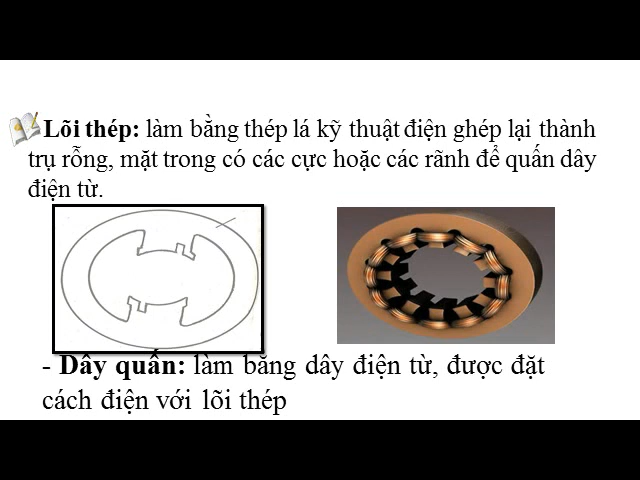 Lõi thép: làm bằng thép lá kỹ thuật điện ghép lại thành
trụ rỗng, mặt trong có các cực hoặc các rãnh để quấn dây
điện từ.
- Dây quấn: làm bằng dây điện từ, được đặt
cách điện với lõi thép